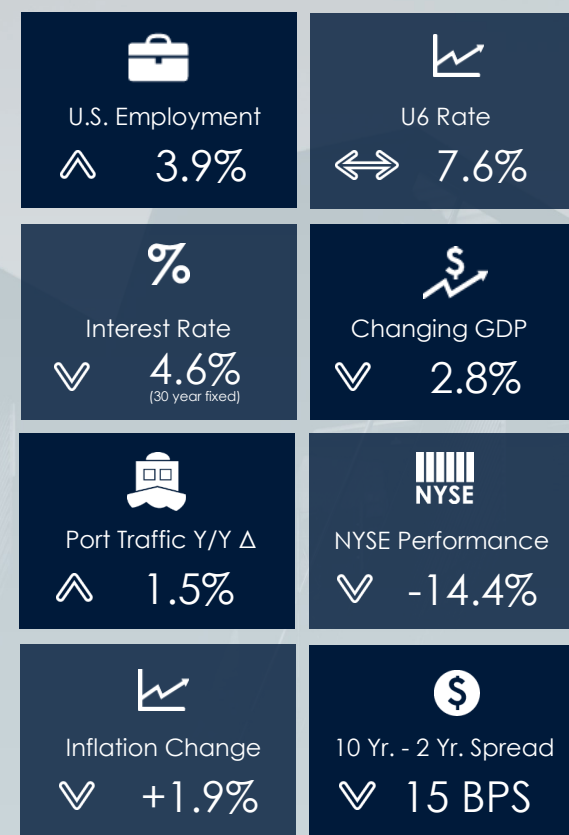 U.S. Employment
3.9%
U6 Rate
7.6%
%
Interest Rate
4.6%
(30 year fixed)
$
Changing GDP
2.8%
Port Traffic Y/Y Δ
1.5%
NYSE
NYSE Performance
-14.4%
Inflation Change
+1.9%
$
10 Yr. - 2 Yr. Spread
15 BPS